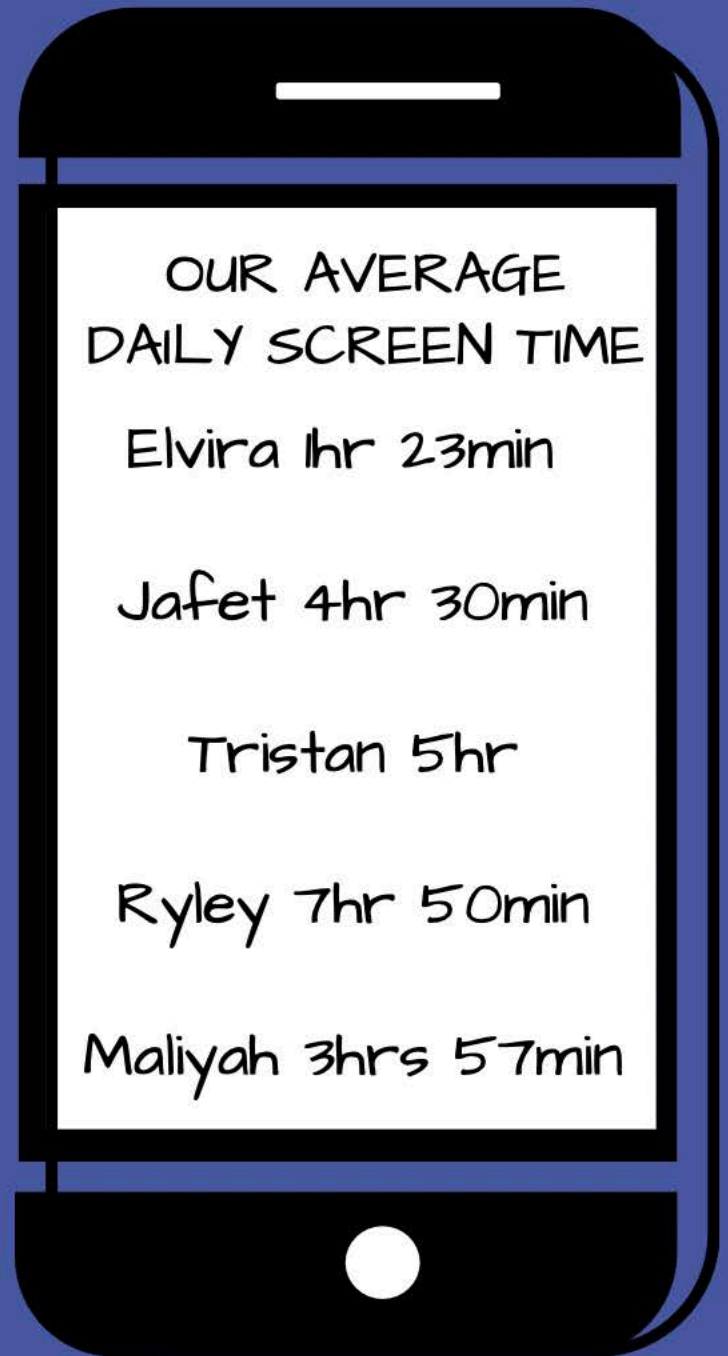 OUR AVERAGE
DAILY SCREEN TIME
Elvira 1hr 23min
Jafet 4hr 30min
Tristan 5hr
Ryley 7hr 50min
Maliyah 3hrs 57min